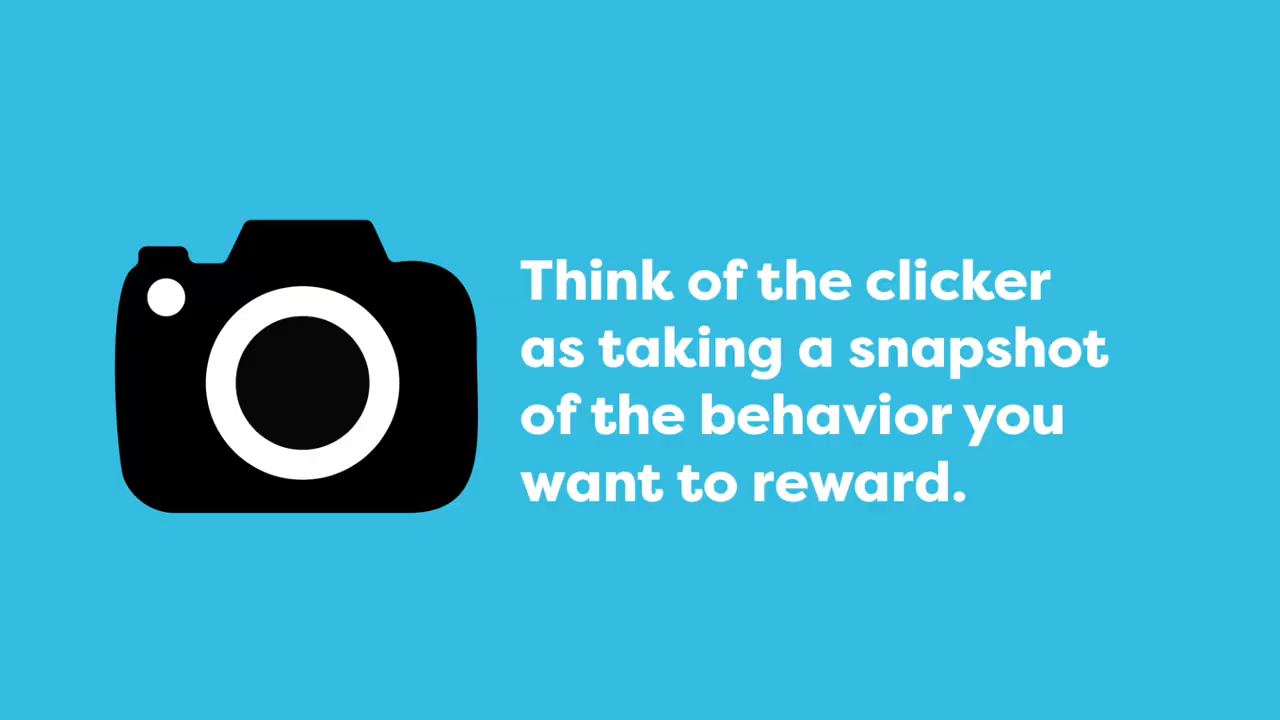 Think of the clicker
as taking a snapshot
of the behavior you
want to reward.